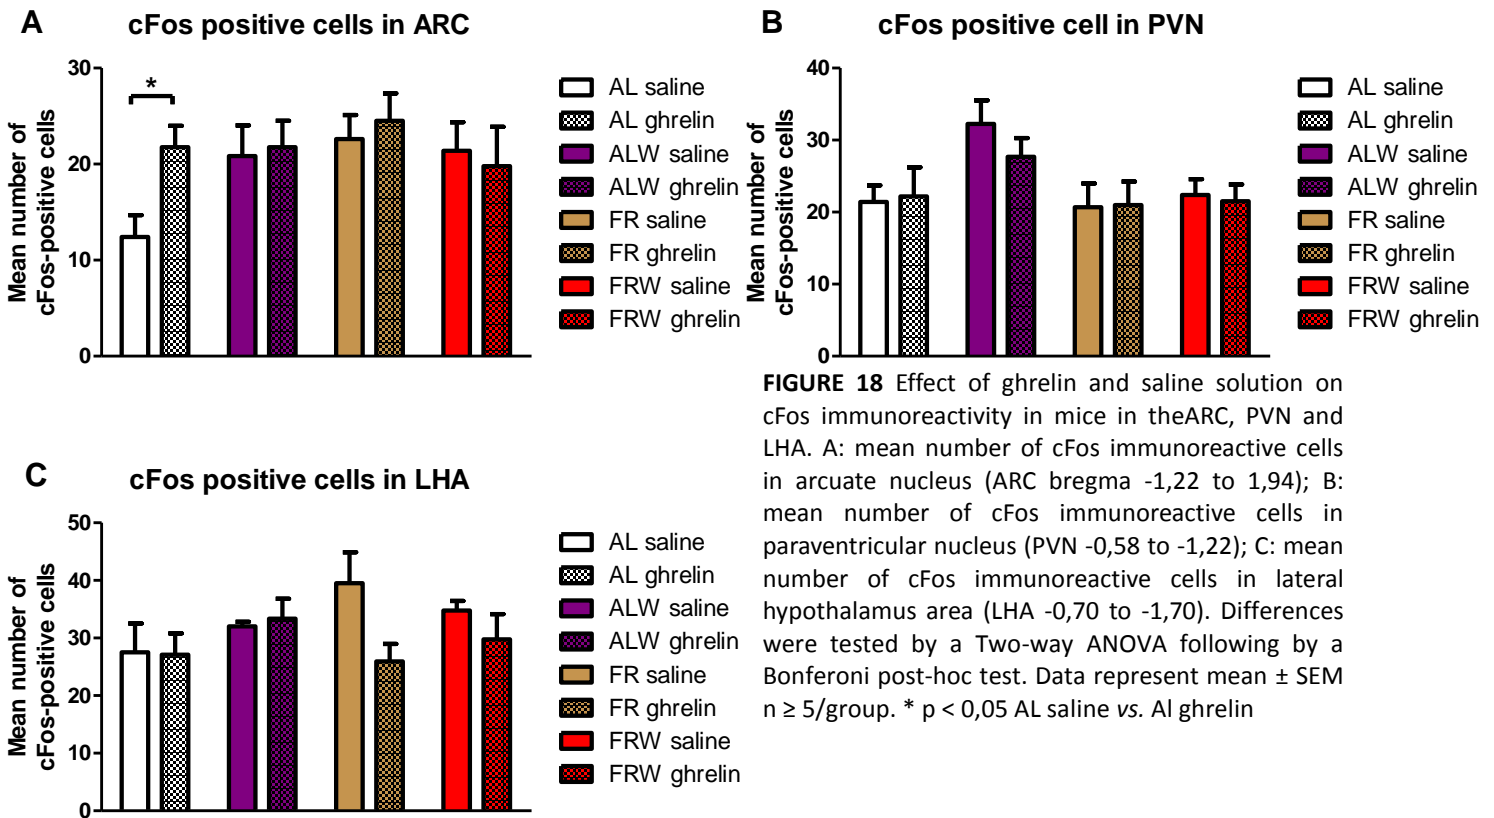 A
cFos positive cells in ARC
Mean number of
cFos-positive cells
30
20
10
0
*
AL saline
AL ghrelin
ALW saline
ALW ghrelin
FR saline
FR ghrelin
FRW saline
FRW ghrelin
B
cFos positive cell in PVN
Mean number of
cFos-positive cells
40
30
20
10
0
AL saline
AL ghrelin
ALW saline
ALW ghrelin
FR saline
FR ghrelin
FRW saline
FRW ghrelin
FIGURE 18 Effect of ghrelin and saline solution on
cFos immunoreactivity in mice in theARC, PVN and
LHA. A: mean number of cFos immunoreactive cells
in arcuate nucleus (ARC bregma -1,22 to 1,94); B:
mean number of cFos immunoreactive cells in
paraventricular nucleus (PVN -0,58 to -1,22); C: mean
number of cFos immunoreactive cells in lateral
hypothalamus area (LHA -0,70 to -1,70). Differences
were tested by a Two-way ANOVA following by a
Bonferoni post-hoc test. Data represent mean ± SEM
n ≥ 5/group. * p < 0,05 AL saline vs. Al ghrelin
C
cFos positive cells in LHA
Mean number of
cFos-positive cells
50
40
30
20
10
0
AL saline
AL ghrelin
ALW saline
ALW ghrelin
FR saline
FR ghrelin
FRW saline
FRW ghrelin